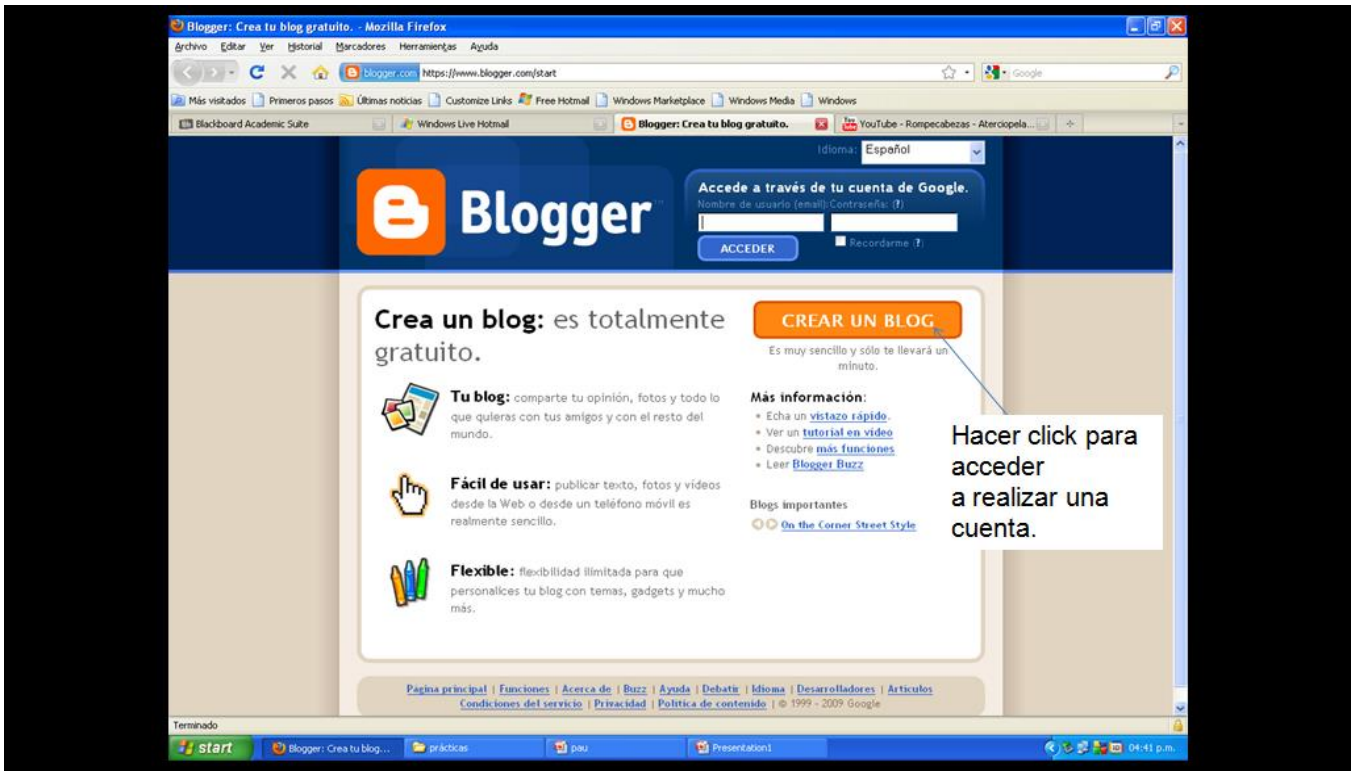 Blogger: Crea tu blog gratuito. - Mozilla Firefox
Archivo Editar Ver Historial Marcadores Herramientas Ayuda
blogger.com https://www.blogger.com/start
Google
Más visitados Primeros pasos Últimas noticias Customize Links Free Hotmail Windows Marketplace Windows Media Windows
Blackboard Academic Suite Windows Live Hotmail Blogger: Crea tu blog gratuito. YouTube - Rompecabezas - Aterciopela...
Idioma: Español
Blogger™
Accede a través de tu cuenta de Google.
Nombre de usuario (email): Contraseña: (?)
ACCEDER
Recordarme (?)
Crea un blog: es totalmente
gratuito.
CREAR UN BLOG
Es muy sencillo y sólo te llevará un
minuto.
Tu blog: comparte tu opinión, fotos y todo lo
que quieras con tus amigos y con el resto del
mundo.
Fácil de usar: publicar texto, fotos y vídeos
desde la Web o desde un teléfono móvil es
realmente sencillo.
Flexible: flexibilidad ilimitada para que
personalices tu blog con temas, gadgets y mucho
más.
Más información:
Echa un vistazo rápido.
Ver un tutorial en vídeo
Descubre más funciones
Leer Blogger Buzz
Blogs importantes
On the Corner Street Style
Hacer click para
acceder
a realizar una
cuenta.
Página principal | Funciones | Acerca de | Buzz | Ayuda | Debatir | Idioma | Desarrolladores | Artículos
Condiciones del servicio | Privacidad | Política de contenido | © 1999 - 2009 Google
Terminado
start Blogger: Crea tu blog... prácticas pau Presentation1 04:41 p.m.